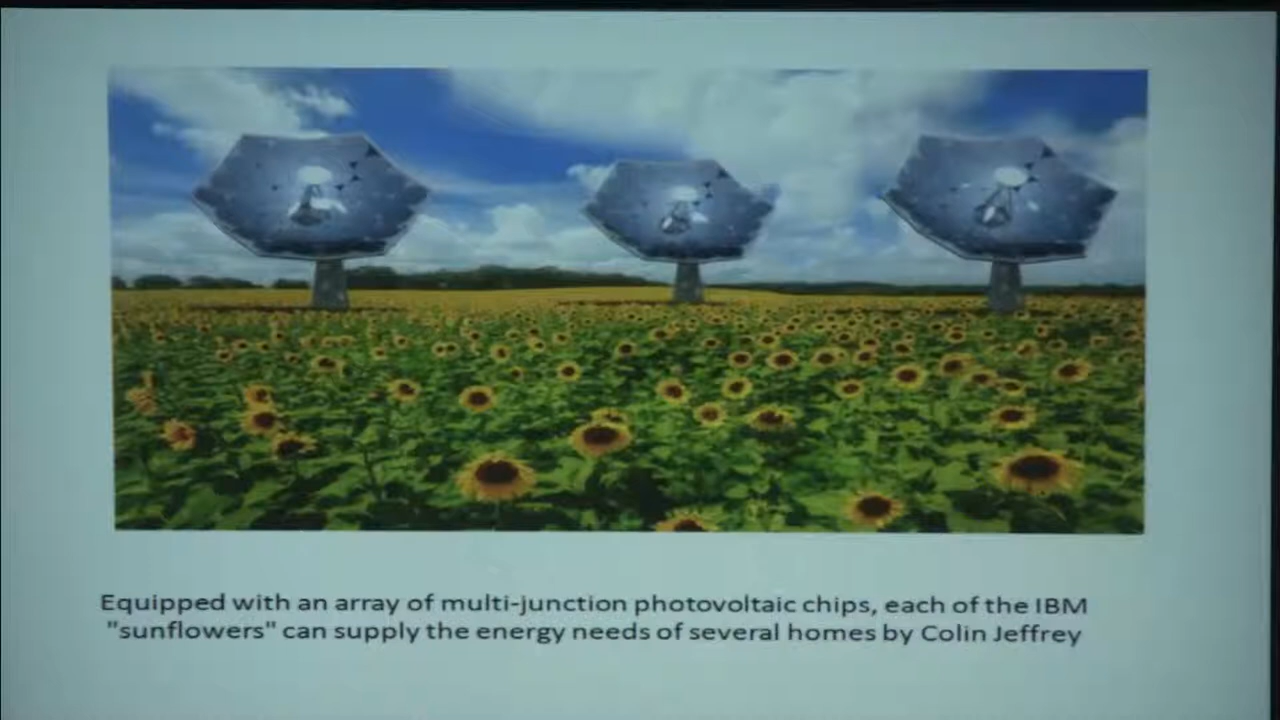 Equipped with an array of multi-junction photovoltaic chips, each of the IBM
"sunflowers" can supply the energy needs of several homes by Colin Jeffrey